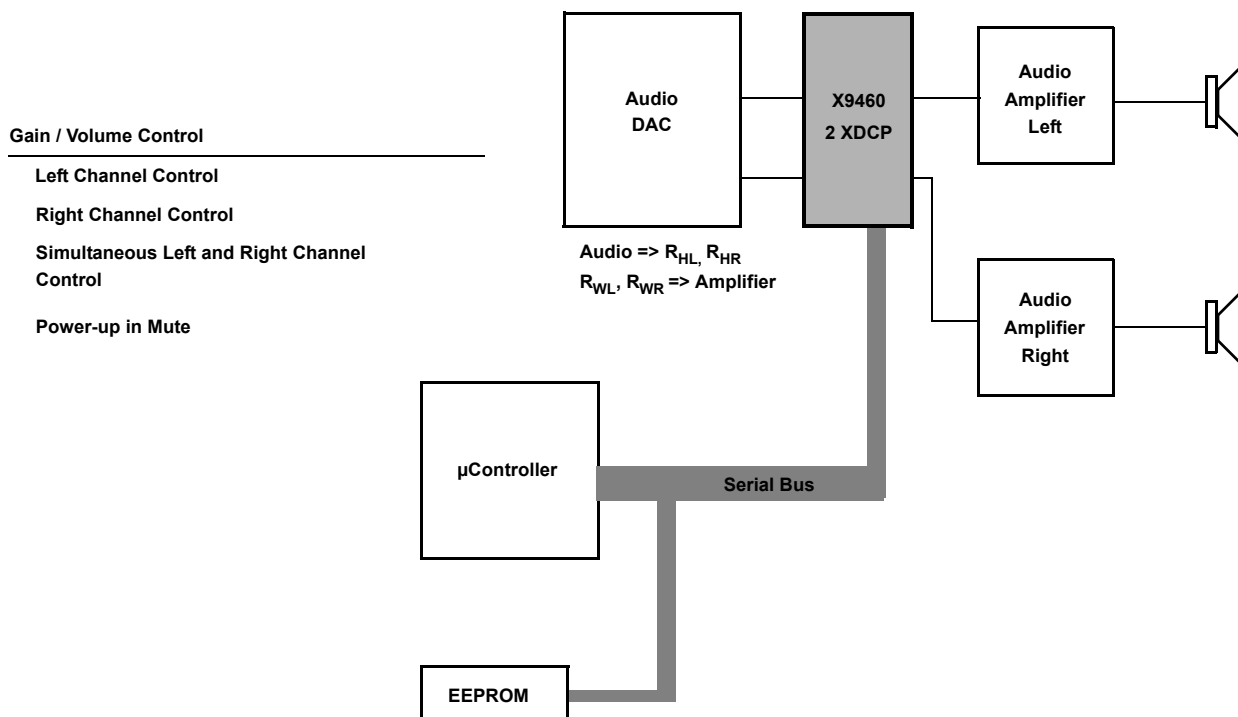 Gain / Volume Control
Left Channel Control
Right Channel Control
Simultaneous Left and Right Channel
Control
Power-up in Mute
Audio
DAC
X9460
2 XDCP
Audio
Amplifier
Left
Audio => RHL, RHR
RWL, RWR => Amplifier
Audio
Amplifier
Right
µController
Serial Bus
EEPROM